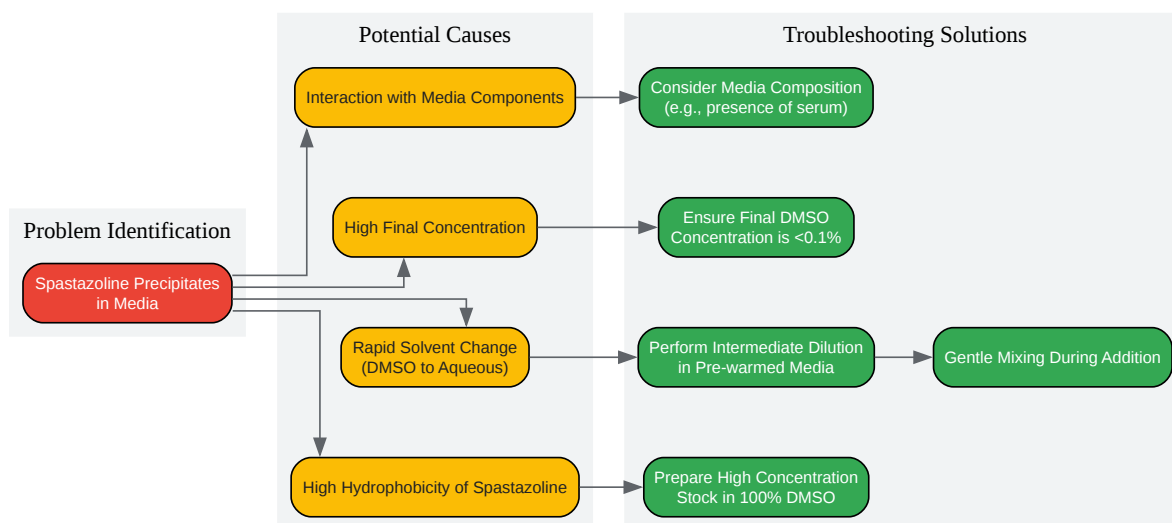 Potential Causes
Troubleshooting Solutions
Interaction with Media Components
Consider Media Composition
(e.g., presence of serum)
Problem Identification
High Final Concentration
Ensure Final DMSO
Concentration is <0.1%
Spastazoline Precipitates
in Media
Rapid Solvent Change
(DMSO to Aqueous)
Perform Intermediate Dilution
in Pre-warmed Media
Gentle Mixing During Addition
High Hydrophobicity of Spastazoline
Prepare High Concentration
Stock in 100% DMSO